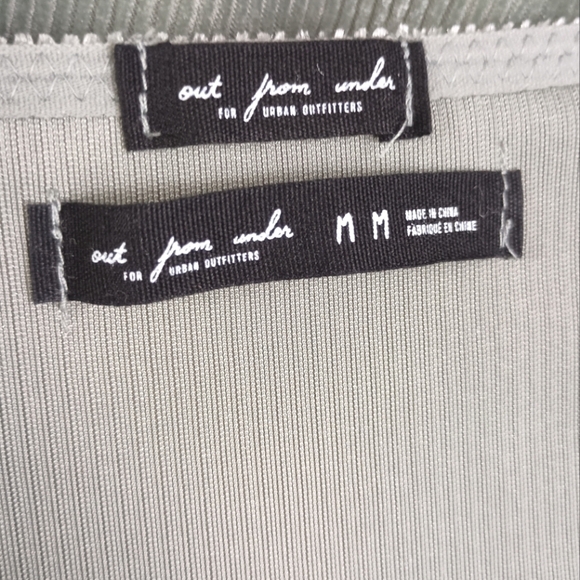 out from under
FOR URBAN OUTFITTERS
out from under
FOR URBAN OUTFITTERS
M M
MADE IN CHINA
FABRIQUÉ EN CHINE